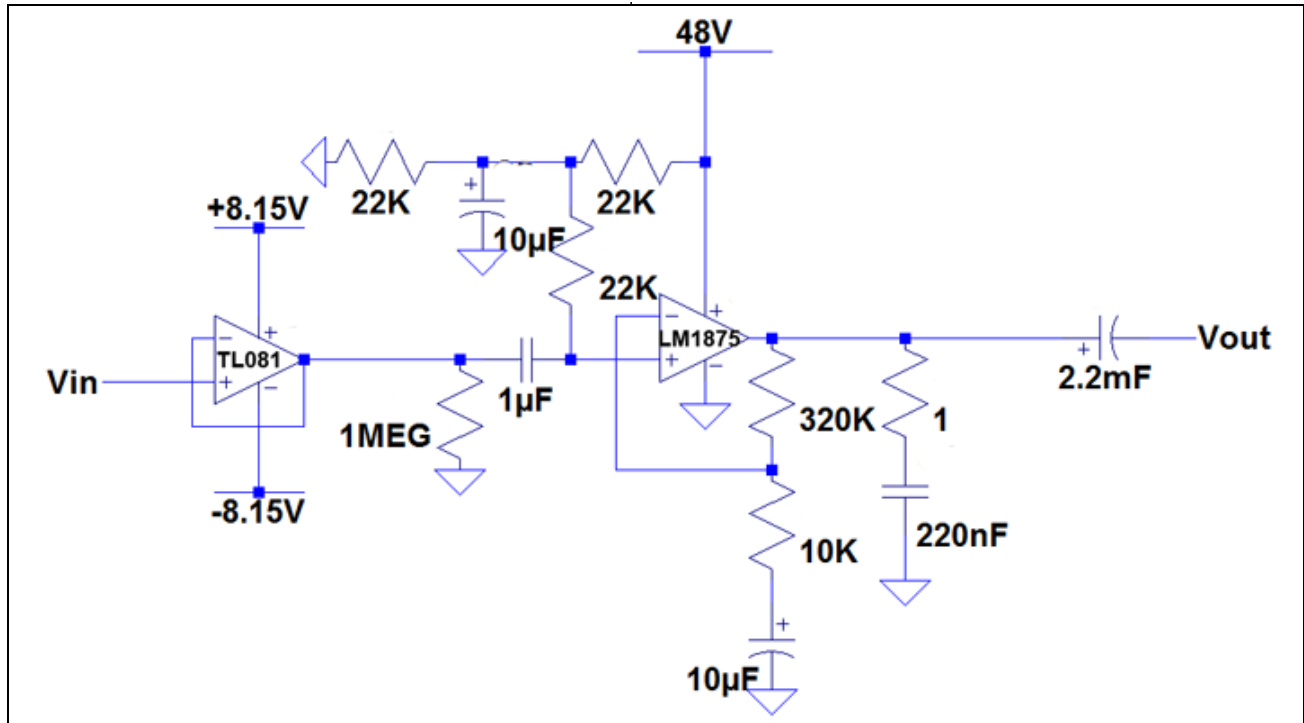 48V
22K
22K
+8.15V
10µF
22K
TL081
LM1875
Vin
Vout
1µF
2.2mF
1MEG
320K
1
-8.15V
220nF
10K
10µF